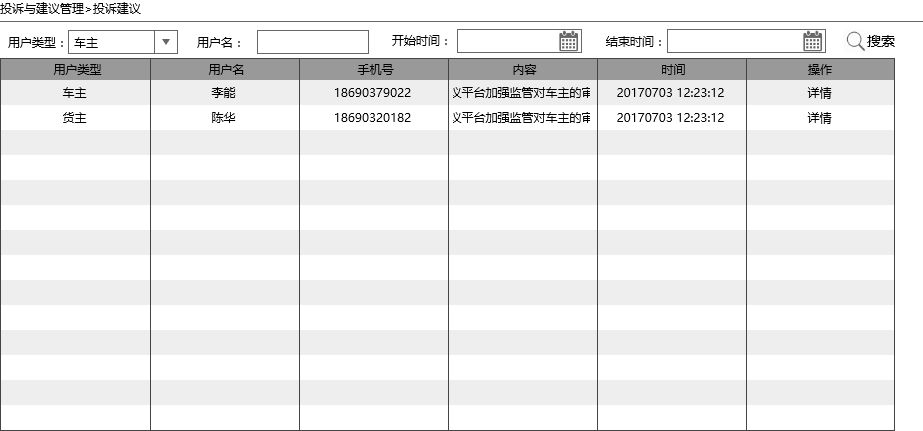 投诉与建议管理>投诉建议
用户类型： 车主 用户名： 开始时间： 结束时间： 搜索
用户类型 用户名 手机号 内容 时间 操作
车主 李能 18690379022 议平台加强监管对车主的审 20170703 12:23:12 详情
货主 陈华 18690320182 议平台加强监管对车主的审 20170703 12:23:12 详情